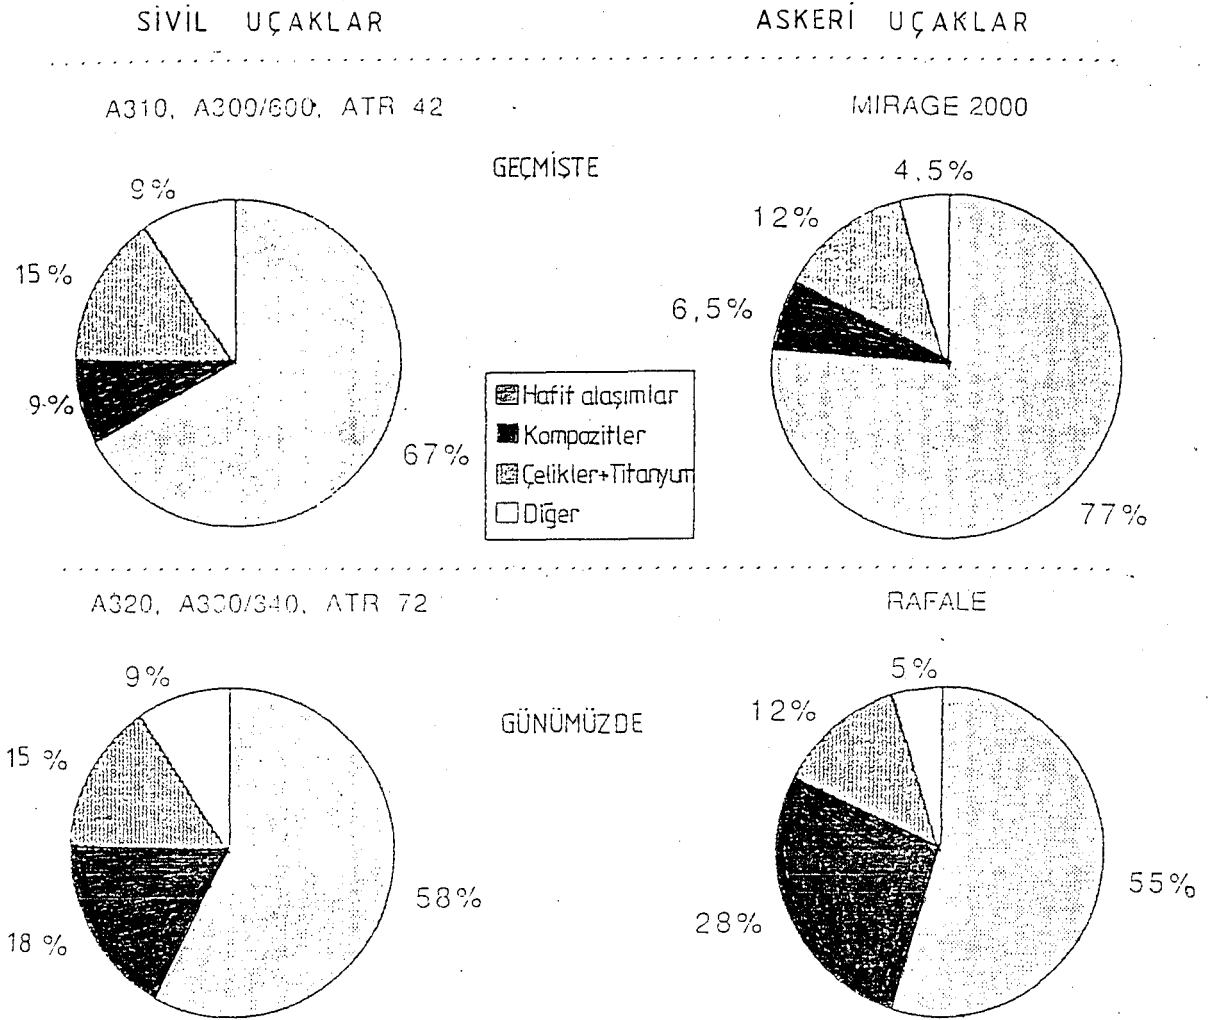 SİVİL UÇAKLAR
ASKERİ UÇAKLAR
A310, A300/600, ATR 42
MIRAGE 2000
GEÇMİŞTE
9%
15%
9%
67%
4,5%
12%
6,5%
77%
Hafif alaşımlar
Kompozitler
Çelikler+Titanyum
Diğer
A320, A330/340, ATR 72
RAFALE
GÜNÜMÜZDE
9%
15%
18%
58%
5%
12%
28%
55%